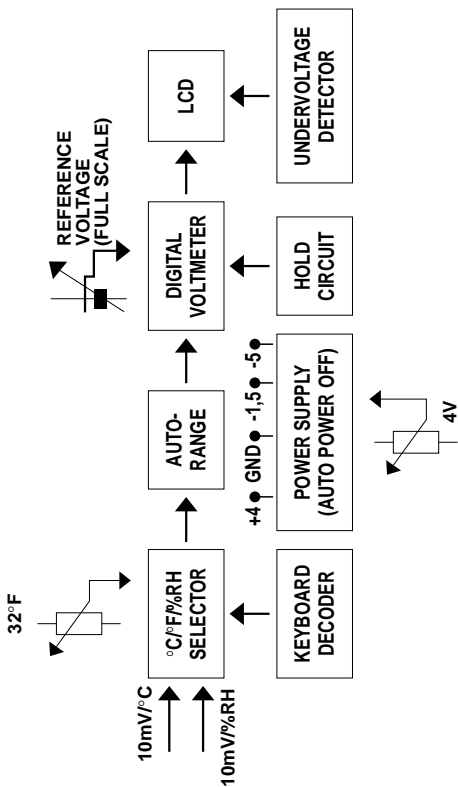 32°F
10mV/°C
10mV/%RH
°C/°F/%RH
SELECTOR
KEYBOARD
DECODER
AUTO-
RANGE
+4
GND
-1,5
-5
POWER SUPPLY
(AUTO POWER OFF)
4V
REFERENCE
VOLTAGE
(FULL SCALE)
DIGITAL
VOLTMETER
HOLD
CIRCUIT
LCD
UNDERVOLTAGE
DETECTOR